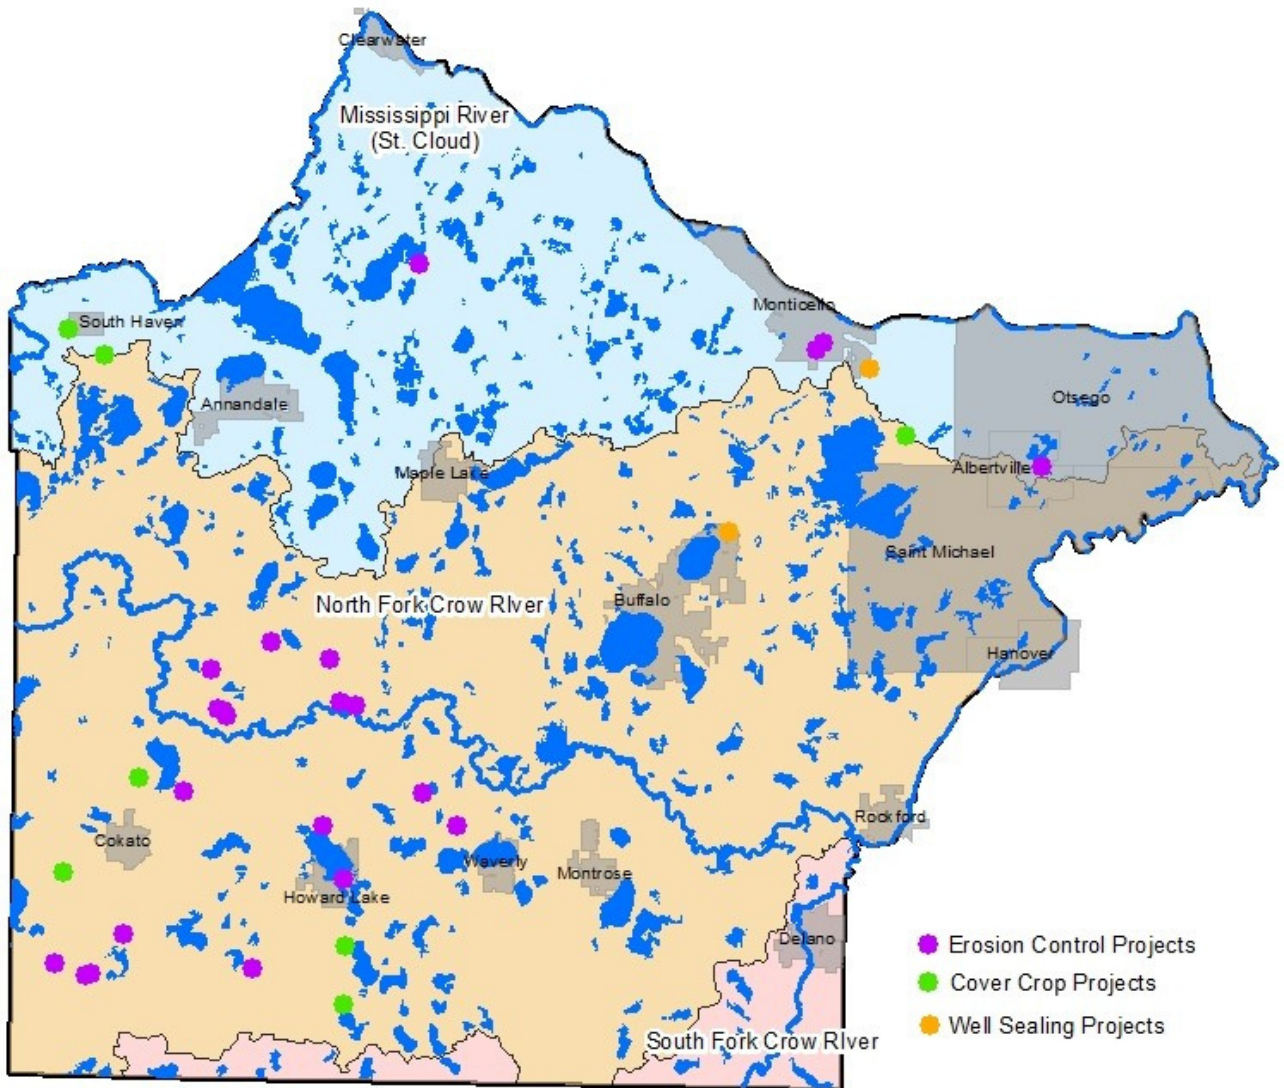 Clearwater
Mississippi River
(St. Cloud)
Monticello
South Haven
Otsego
Annandale
Maple Lake
Albertville
Saint Michael
North Fork Crow RIver
Buffalo
Hanover
Rockford
Cokato
Waverly
Montrose
Howard Lake
Delano
Erosion Control Projects
Cover Crop Projects
Well Sealing Projects
South Fork Crow RIver